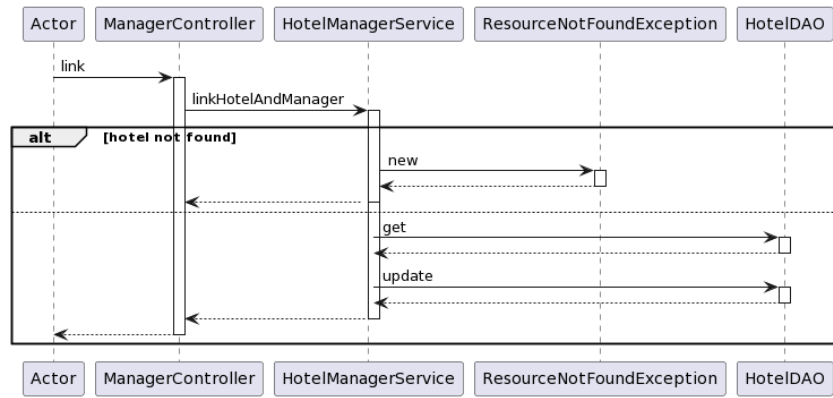 Actor ManagerController HotelManagerService ResourceNotFoundException HotelDAO
link
linkHotelAndManager
alt [hotel not found]
new
get
update
Actor ManagerController HotelManagerService ResourceNotFoundException HotelDAO